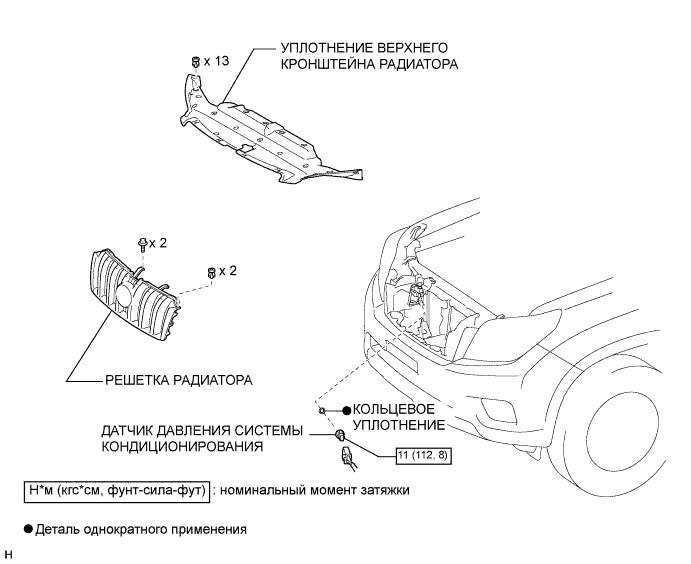 УПЛОТНЕНИЕ ВЕРХНЕГО
КРОНШТЕЙНА РАДИАТОРА
x 13
x 2
x 2
РЕШЕТКА РАДИАТОРА
КОЛЬЦЕВОЕ
УПЛОТНЕНИЕ
ДАТЧИК ДАВЛЕНИЯ СИСТЕМЫ
КОНДИЦИОНИРОВАНИЯ
11 (112, 8)
Н*м (кгс*см, фунт-сила-фут) : номинальный момент затяжки
● Деталь однократного применения
H